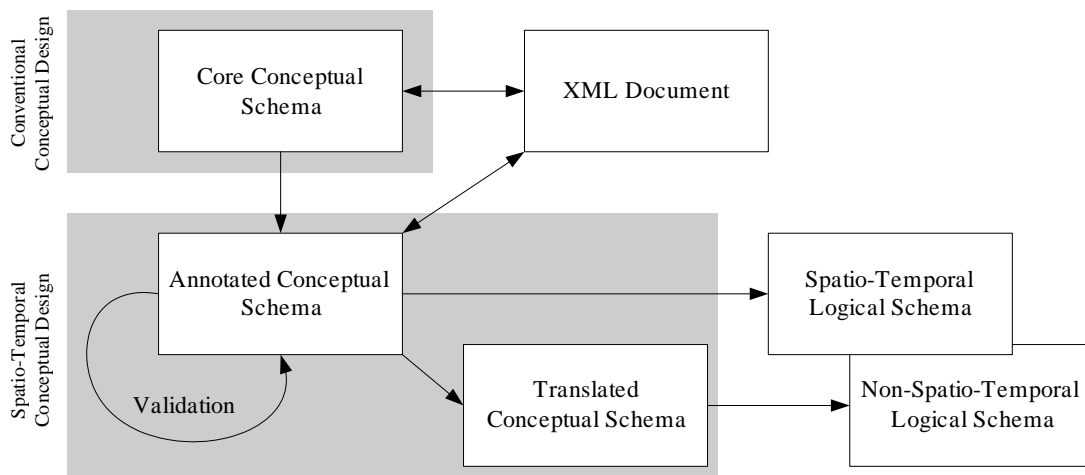 Conventional
Conceptual Design
Core Conceptual
Schema
XML Document
Spatio-Temporal
Conceptual Design
Annotated Conceptual
Schema
Validation
Translated
Conceptual Schema
Spatio-Temporal
Logical Schema
Non-Spatio-Temporal
Logical Schema